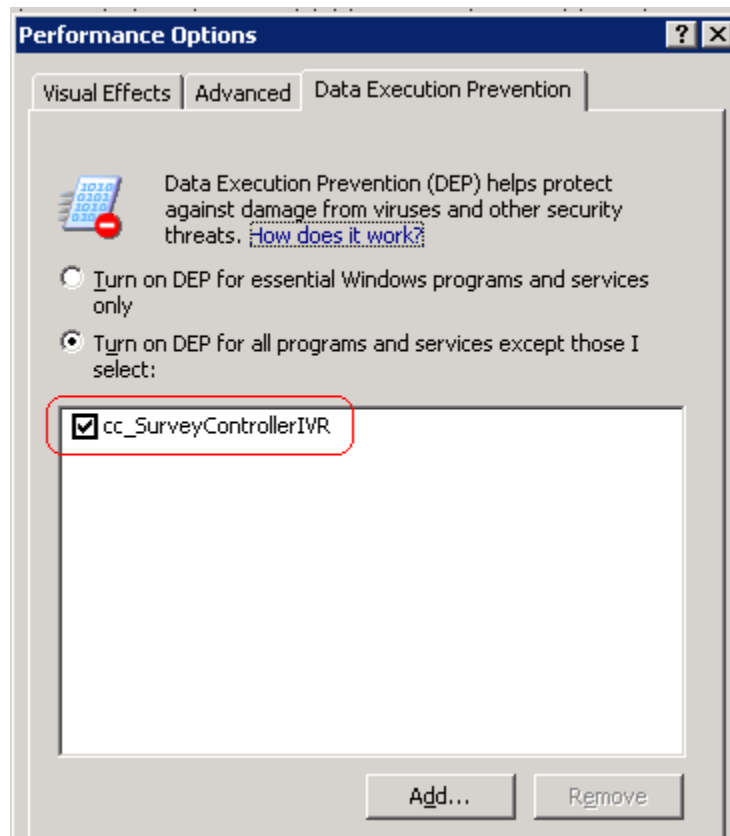 Performance Options
Visual Effects
Advanced
Data Execution Prevention
Data Execution Prevention (DEP) helps protect
against damage from viruses and other security
threats. How does it work?
Turn on DEP for essential Windows programs and services
only
Turn on DEP for all programs and services except those I
select:
cc_SurveyControllerIVR
Add...
Remove